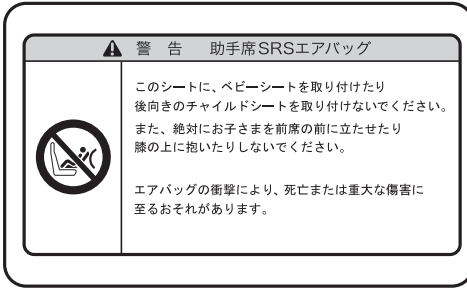 警 告 助手席SRSエアバッグ
このシートに、ベビーシートを取り付けたり
後向きのチャイルドシートを取り付けないでください。
また、絶対にお子さまを前席の前に立たせたり
膝の上に抱いたりしないでください。
エアバッグの衝撃により、死亡または重大な傷害に
至るおそれがあります。